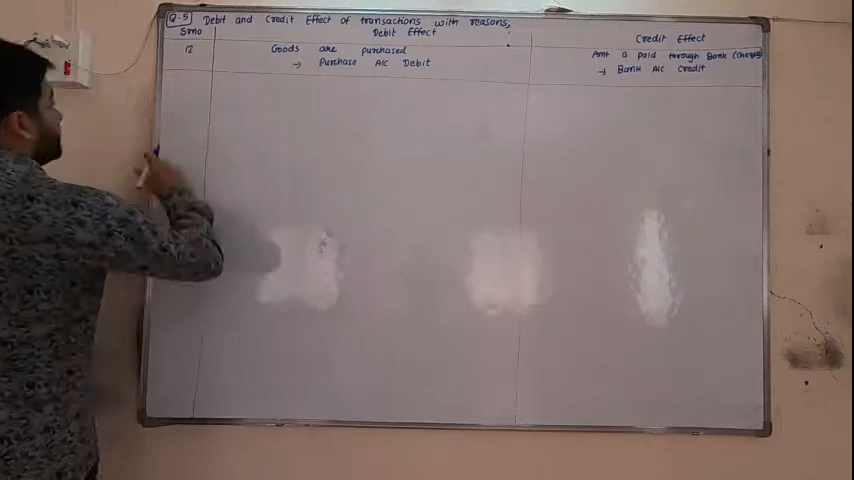 Q-5 Debit and Credit Effect of transactions with reasons,
Srno Debit Effect Credit Effect
12 Goods are purchased Amt is paid through Bank (cheque)
→ Purchase A/c Debit → Bank A/c credit